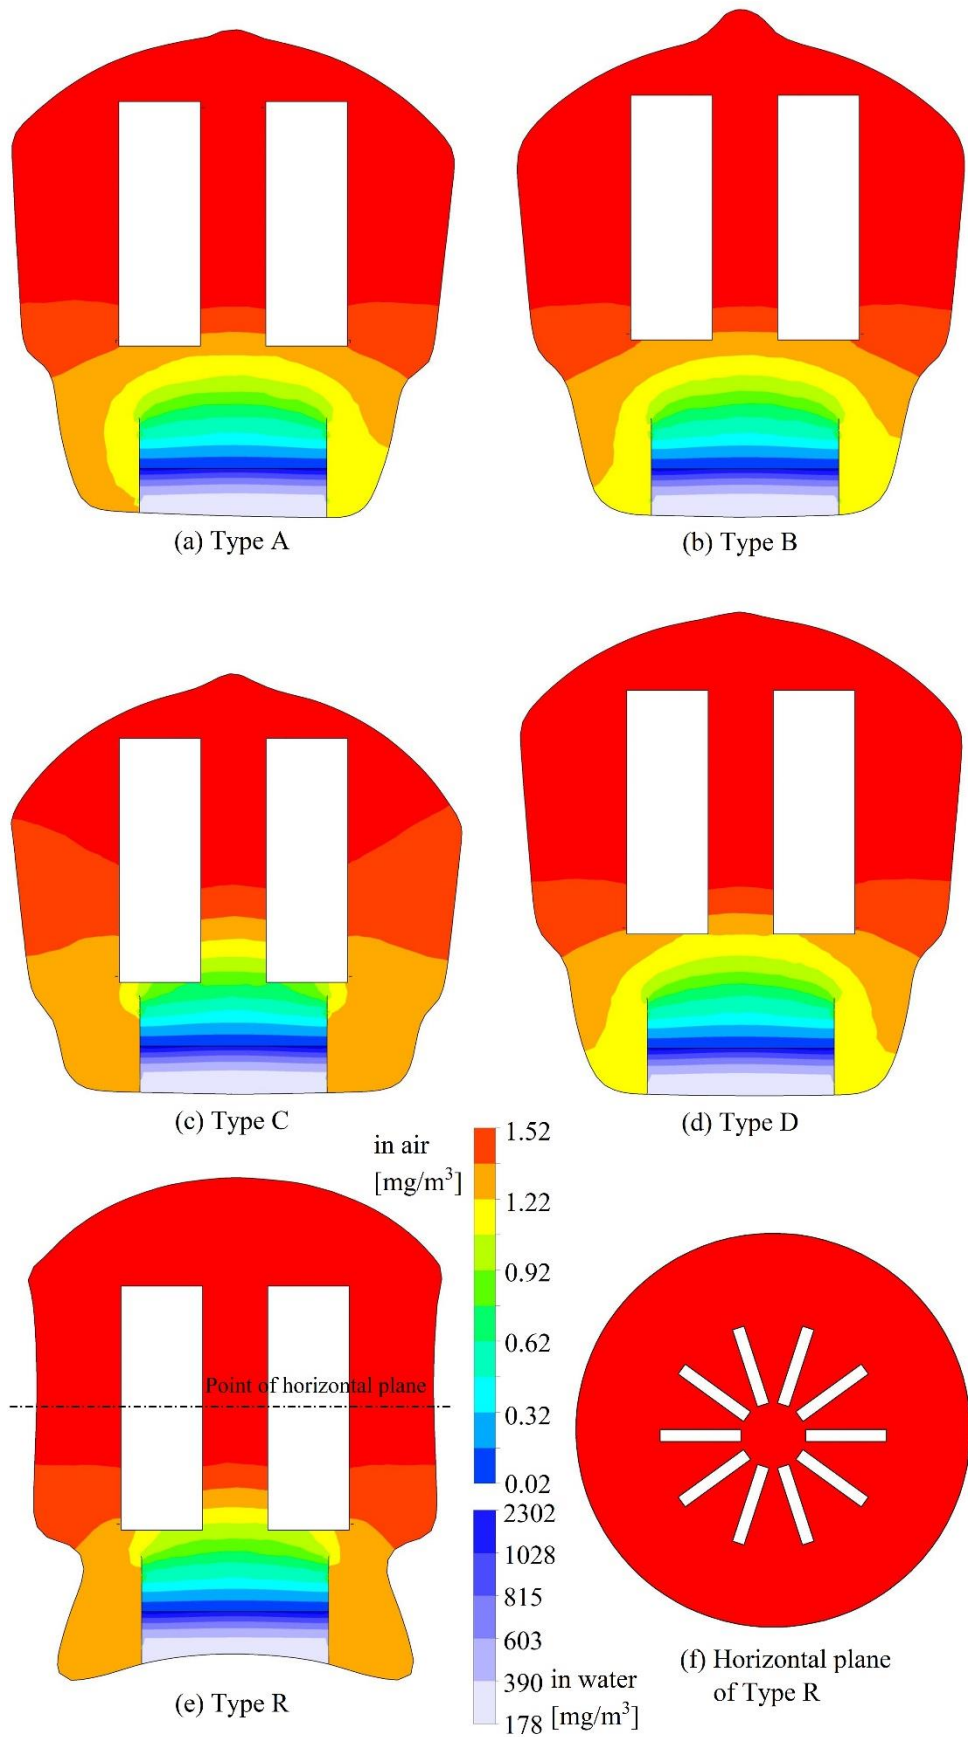 (a) Type A
(b) Type B
(c) Type C
(d) Type D
in air
[mg/m³]
1.52
1.22
0.92
0.62
0.32
0.02
2302
1028
815
603
390
178
in water
[mg/m³]
Point of horizontal plane
(e) Type R
(f) Horizontal plane
of Type R